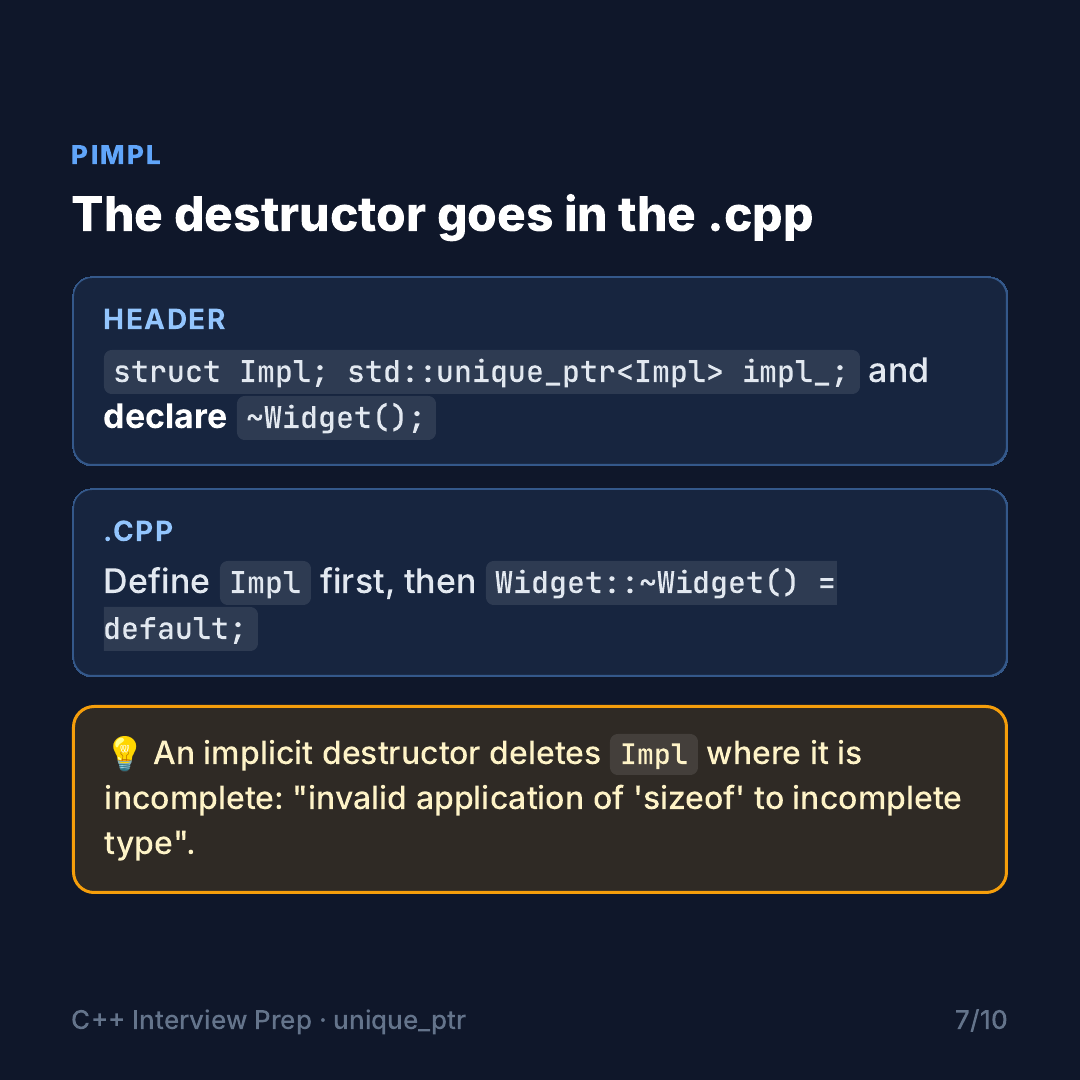 PIMPL
The destructor goes in the .cpp
HEADER
struct Impl; std::unique_ptr<Impl> impl_; and
declare ~Widget();
.CPP
Define Impl first, then Widget::~Widget() =
default;
💡 An implicit destructor deletes Impl where it is
incomplete: "invalid application of 'sizeof' to incomplete
type".
C++ Interview Prep · unique_ptr
7/10